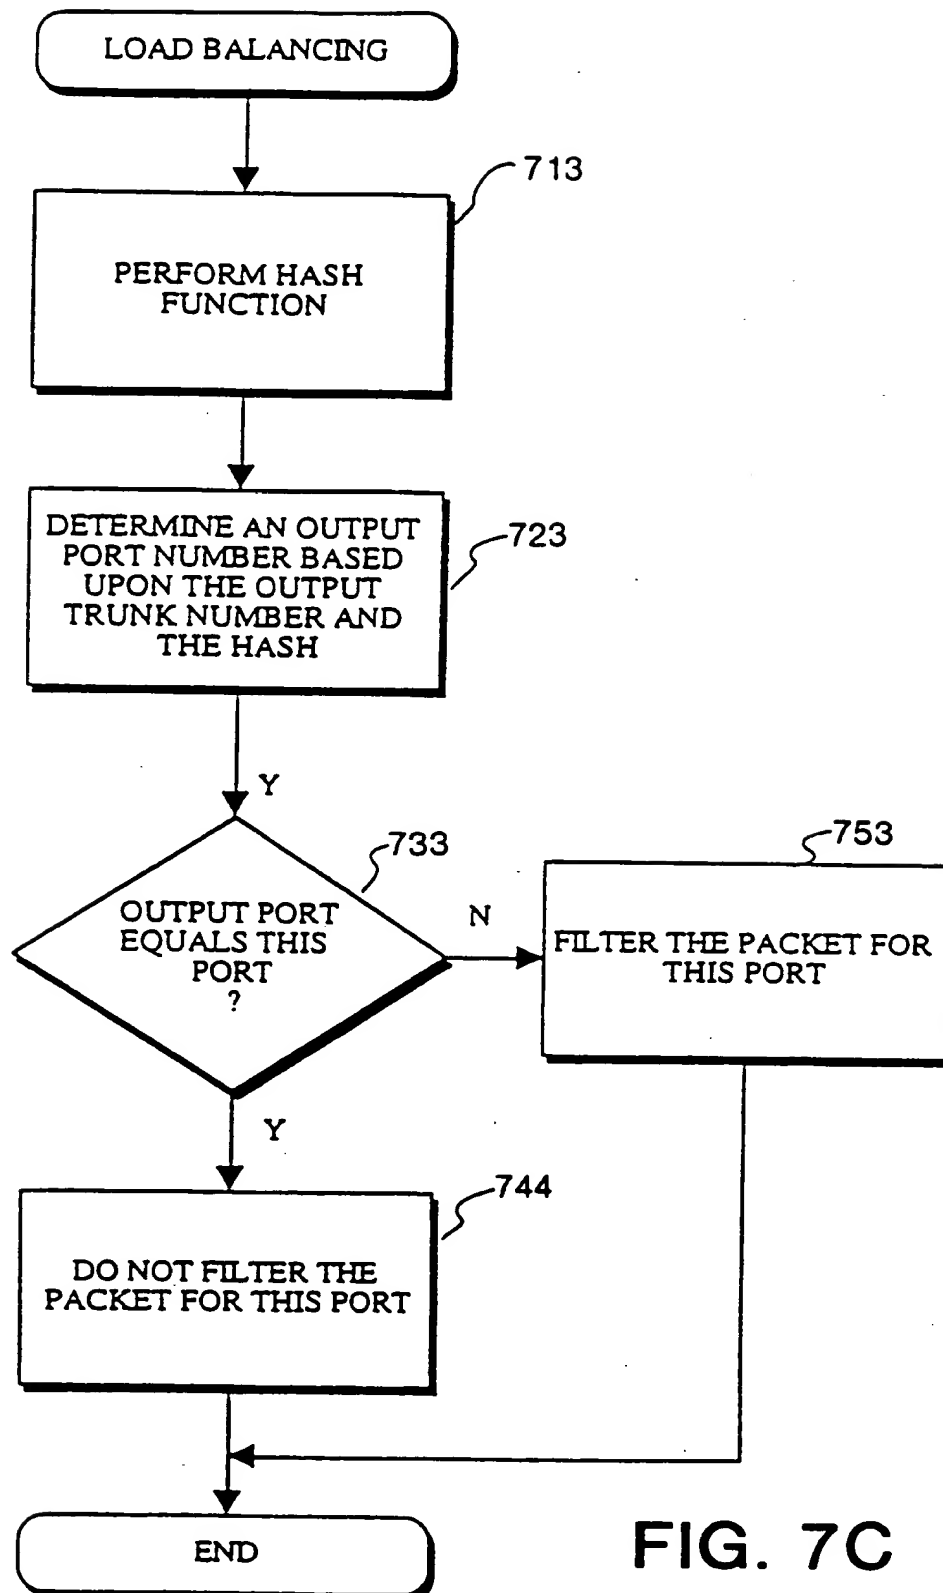 LOAD BALANCING
713
PERFORM HASH
FUNCTION
DETERMINE AN OUTPUT
PORT NUMBER BASED
UPON THE OUTPUT
TRUNK NUMBER AND
THE HASH
723
Y
733
OUTPUT PORT
EQUALS THIS
PORT
?
N
753
FILTER THE PACKET FOR
THIS PORT
Y
744
DO NOT FILTER THE
PACKET FOR THIS PORT
END
FIG. 7C